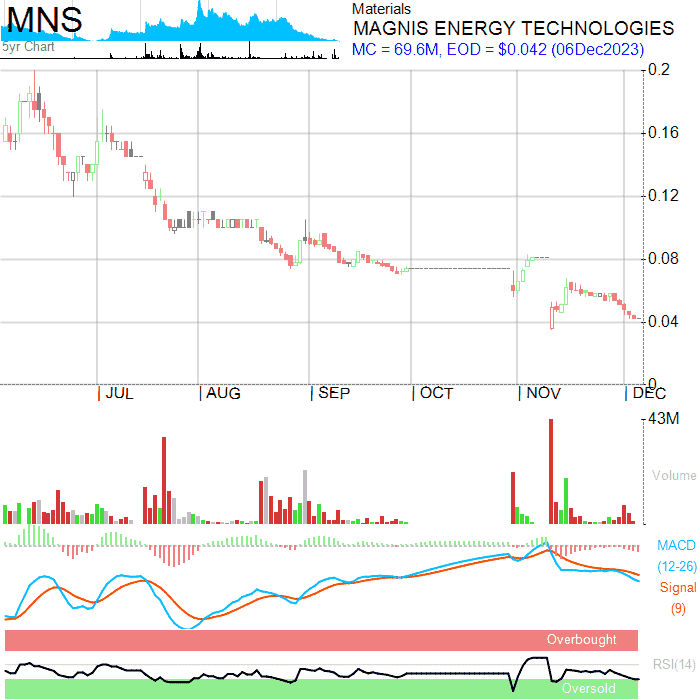 MNS
5yr Chart
Materials
MAGNIS ENERGY TECHNOLOGIES
MC = 69.6M, EOD = $0.042 (06Dec2023)
0.2
0.16
0.12
0.08
0.04
0
JUL AUG SEP OCT NOV DEC
43M
Volume
MACD
(12-26)
Signal
(9)
Overbought
RSI(14)
Oversold